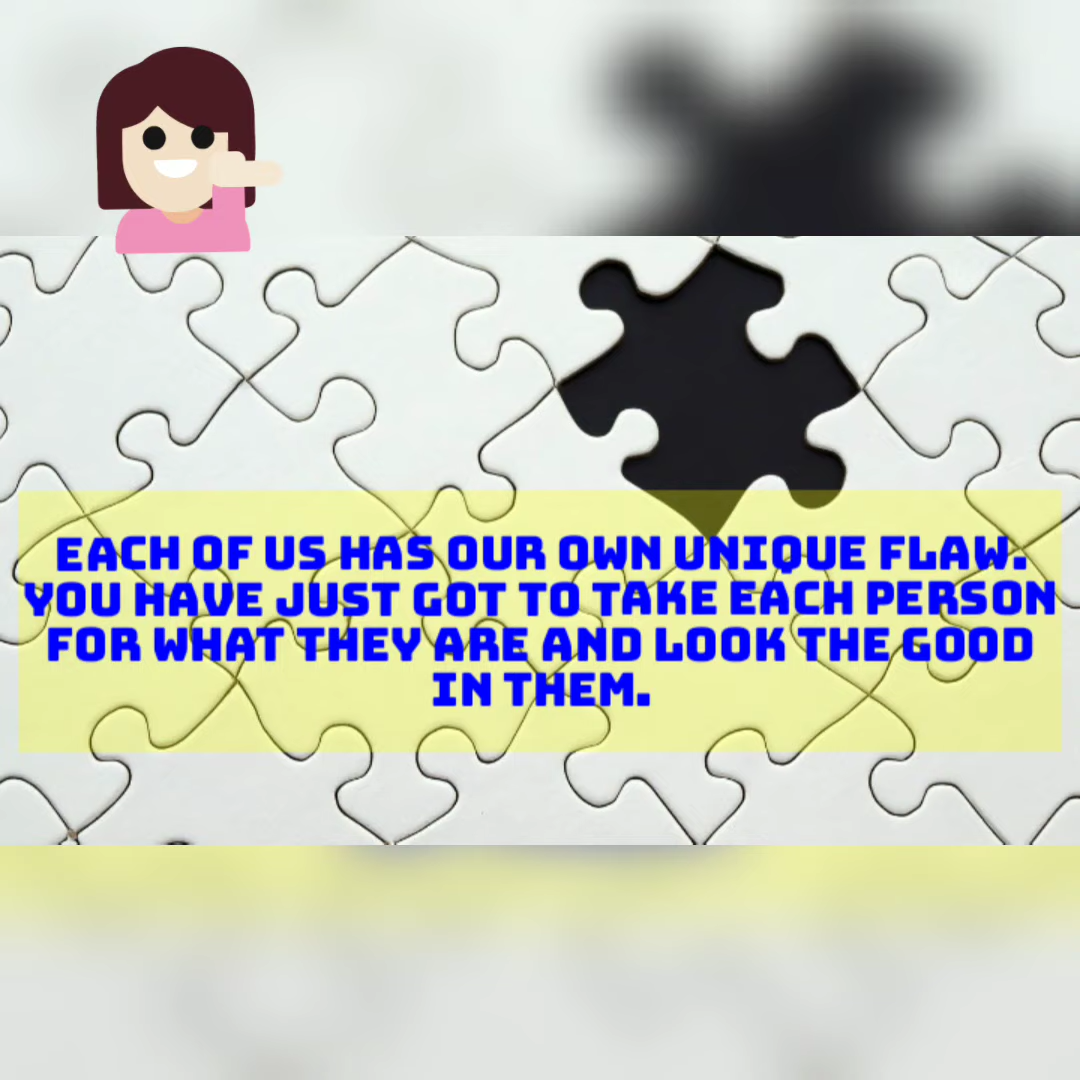 EACH OF US HAS OUR OWN UNIQUE FLAW.
YOU HAVE JUST GOT TO TAKE EACH PERSON
FOR WHAT THEY ARE AND LOOK THE GOOD
IN THEM.